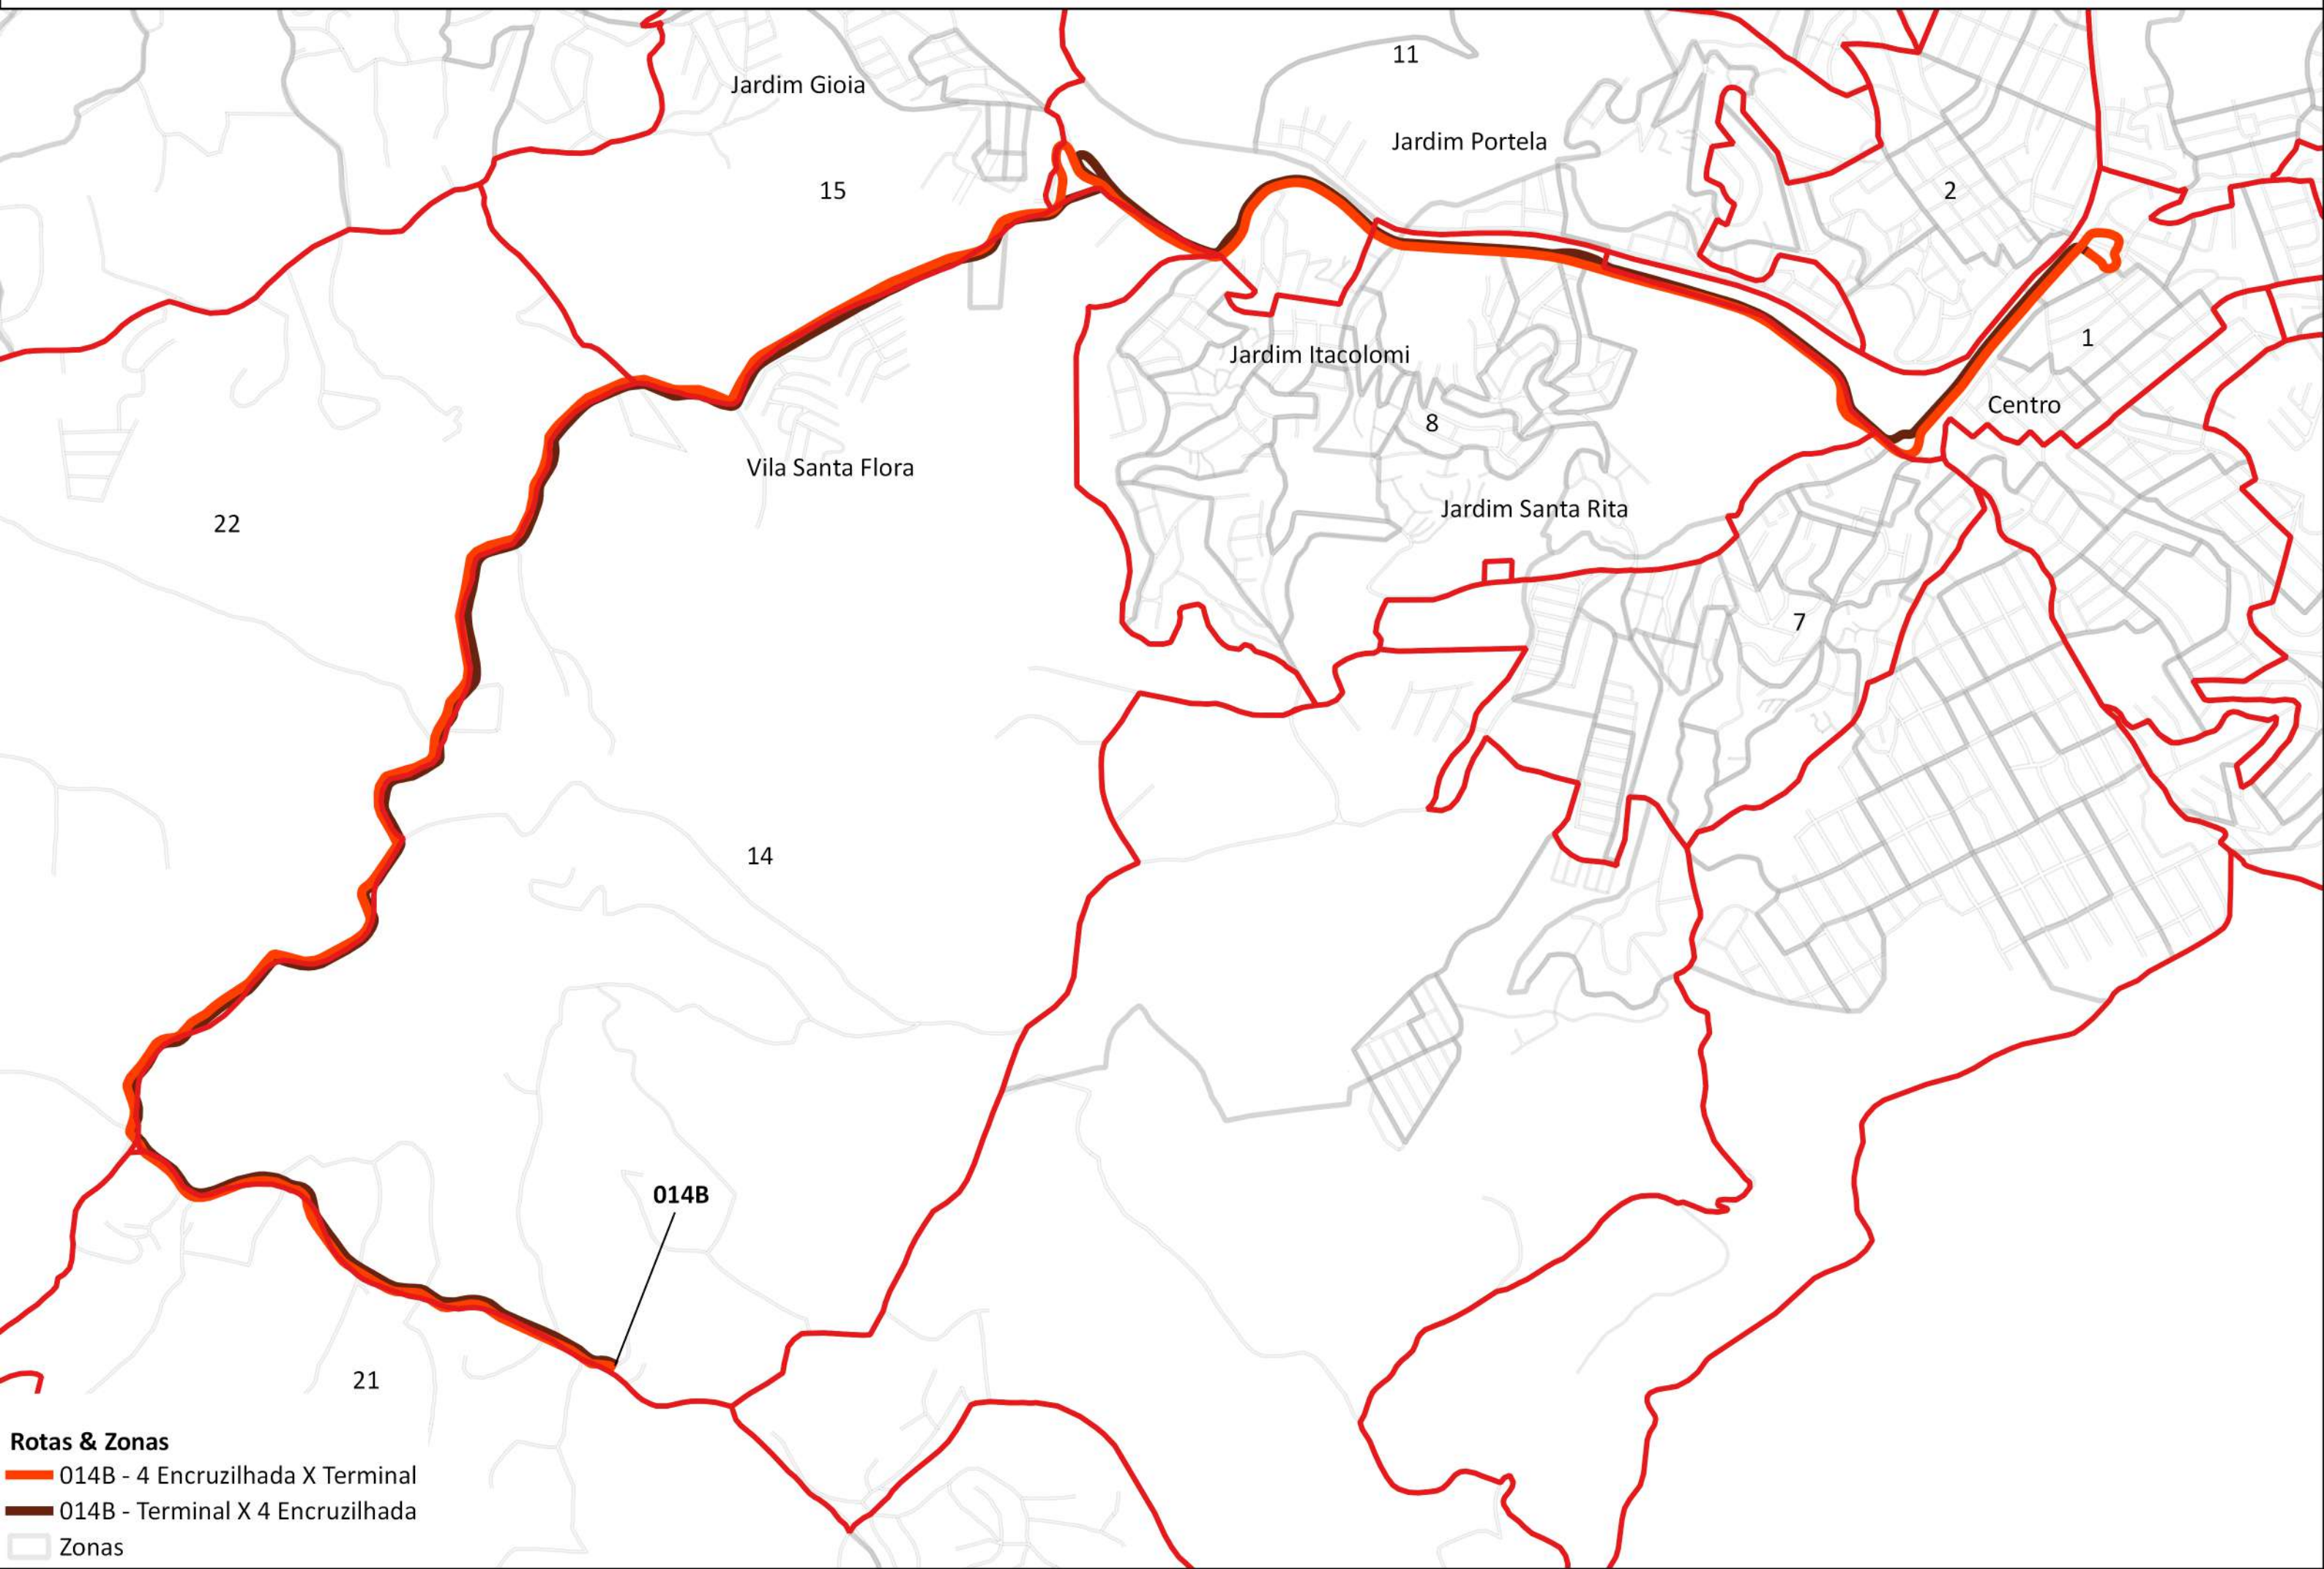 11
Jardim Gioia
Jardim Portela
15
2
1
Jardim Itacolomi
Centro
8
Vila Santa Flora
Jardim Santa Rita
22
7
14
014B
21
Rotas & Zonas
014B - 4 Encruzilhada X Terminal
014B - Terminal X 4 Encruzilhada
Zonas